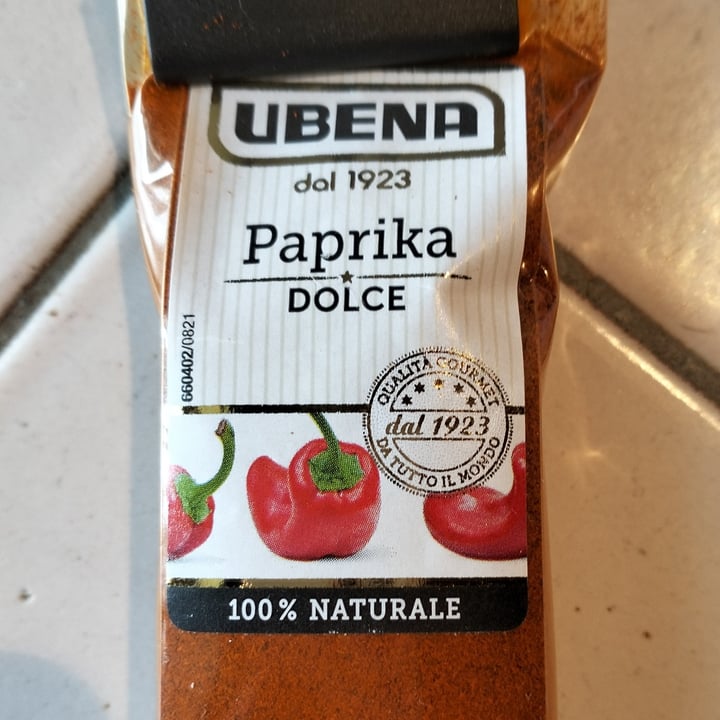 UBENA
dal 1923
Paprika
DOLCE
660402/0821
QUALITÀ GOURMET
dal 1923
DA TUTTO IL MONDO
100% NATURALE